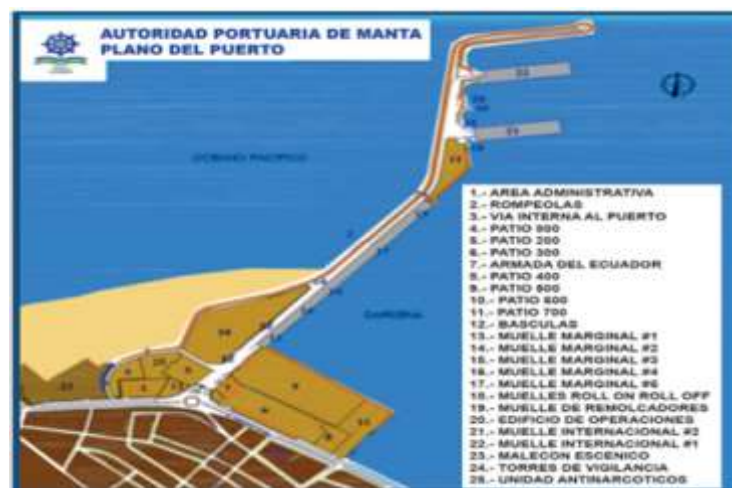 AUTORIDAD PORTUARIA DE MANTA
PLANO DEL PUERTO
OCEANO PACIFICO
DARSENA
22
21
1.- AREA ADMINISTRATIVA
2.- ROMPEOLAS
3.- VIA INTERNA AL PUERTO
4.- PATIO
5.- PATIO 200
6.- PATIO 300
7.- ARMADA DEL ECUADOR
8.- PATIO 400
9.- PATIO
10.- PATIO 600
11.- PATIO 700
12.- BASCULAS
13.- MUELLE MARGINAL #1
14.- MUELLE MARGINAL #2
15.- MUELLE MARGINAL #3
16.- MUELLE MARGINAL #4
17.- MUELLE MARGINAL
18.- MUELLES ROLL ON ROLL OFF
19.- MUELLE DE REMOLCADORES
20.- EDIFICIO DE OPERACIONES
21.- MUELLE INTERNACIONAL #2
22.- MUELLE INTERNACIONAL #1
23.- MALECON ESCENICO
24.- TORRES DE VIGILANCIA
25.- UNIDAD ANTINARCOTICOS